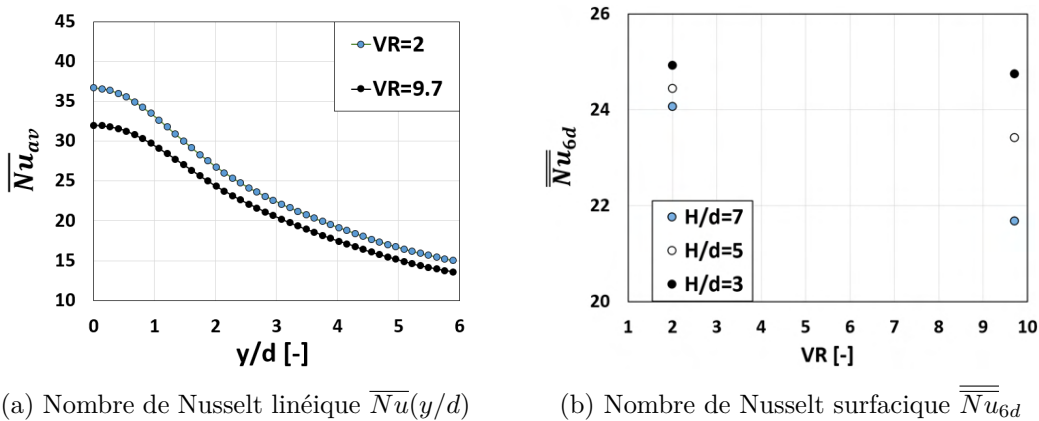 45
40
35
30
25
20
15
10
0 1 2 3 4 5 6
y/d [-]
Nu_av
VR=2
VR=9.7
(a) Nombre de Nusselt linéique Nu(y/d)
26
24
22
20
1 2 3 4 5 6 7 8 9 10
VR [-]
Nu_6d
H/d=7
H/d=5
H/d=3
(b) Nombre de Nusselt surfacique Nu_6d